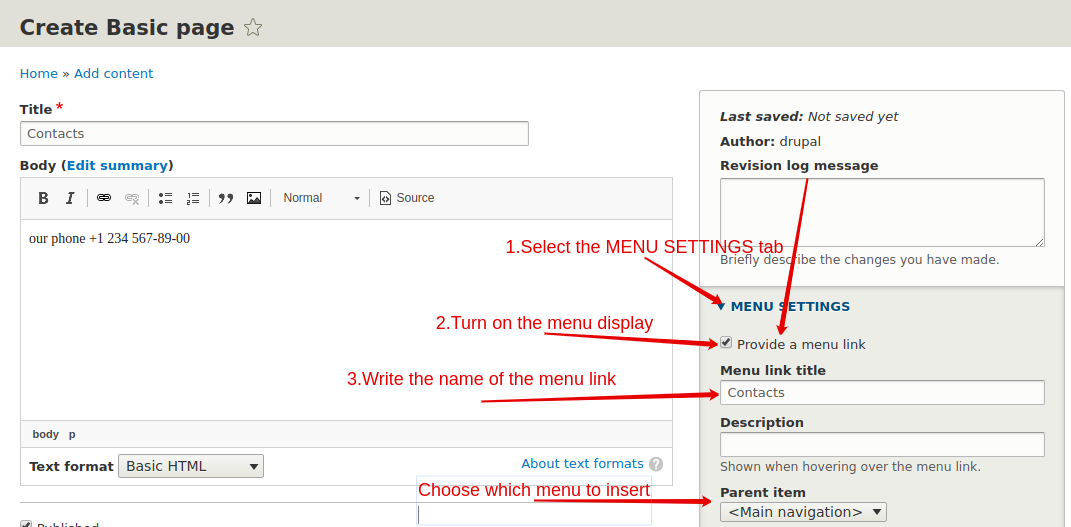 Create Basic page
Home » Add content
Title *
Contacts
Body (Edit summary)
B I Normal Source
our phone +1 234 567-89-00
body p
Text format Basic HTML
About text formats ?
Published
Last saved: Not saved yet
Author: drupal
Revision log message
Briefly describe the changes you have made.
1.Select the MENU SETTINGS tab
MENU SETTINGS
2.Turn on the menu display
Provide a menu link
3.Write the name of the menu link
Menu link title
Contacts
Description
Shown when hovering over the menu link.
Choose which menu to insert
Parent item
<Main navigation>